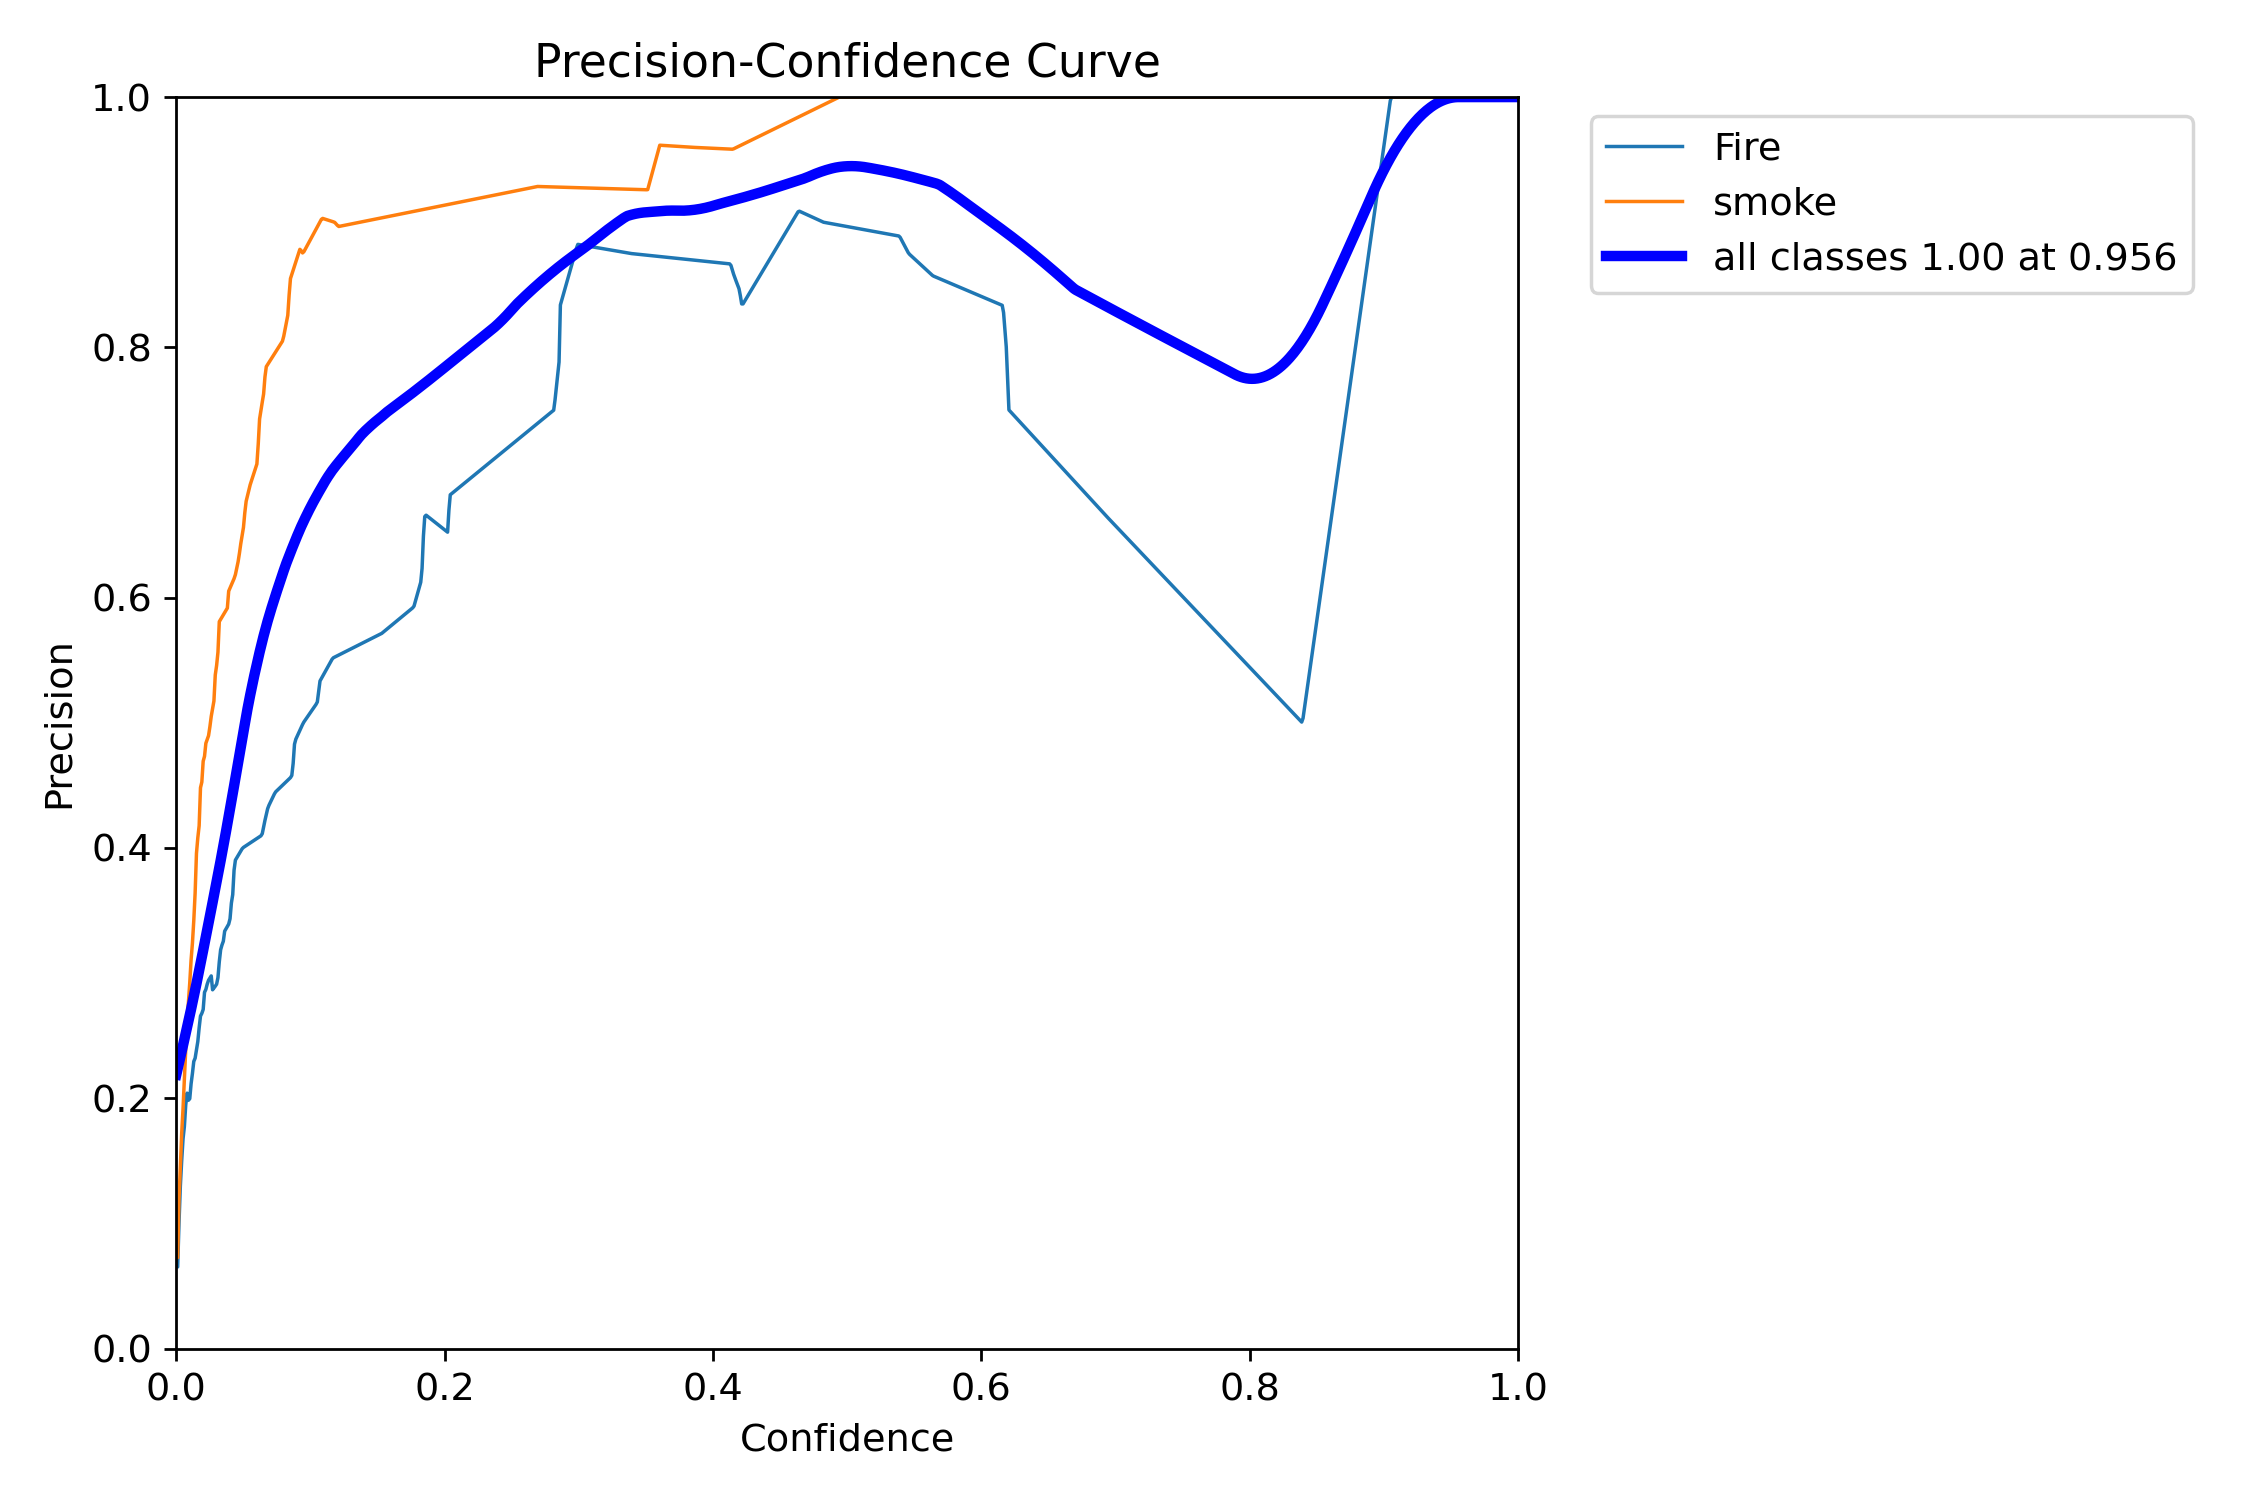 Precision-Confidence Curve
1.0
0.8
0.6
0.4
0.2
0.0
Precision
0.0 0.2 0.4 0.6 0.8 1.0
Confidence
Fire
smoke
all classes 1.00 at 0.956